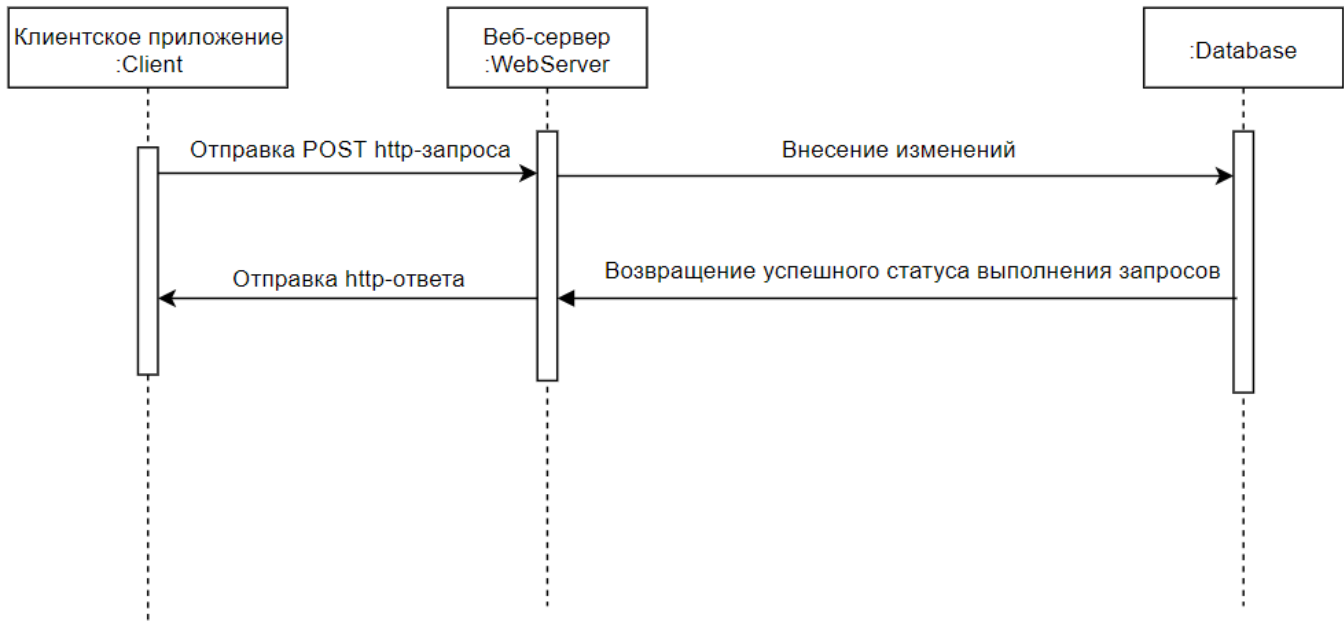 Клиентское приложение
:Client
Веб-сервер
:WebServer
:Database
Отправка POST http-запроса
Внесение изменений
Отправка http-ответа
Возвращение успешного статуса выполнения запросов